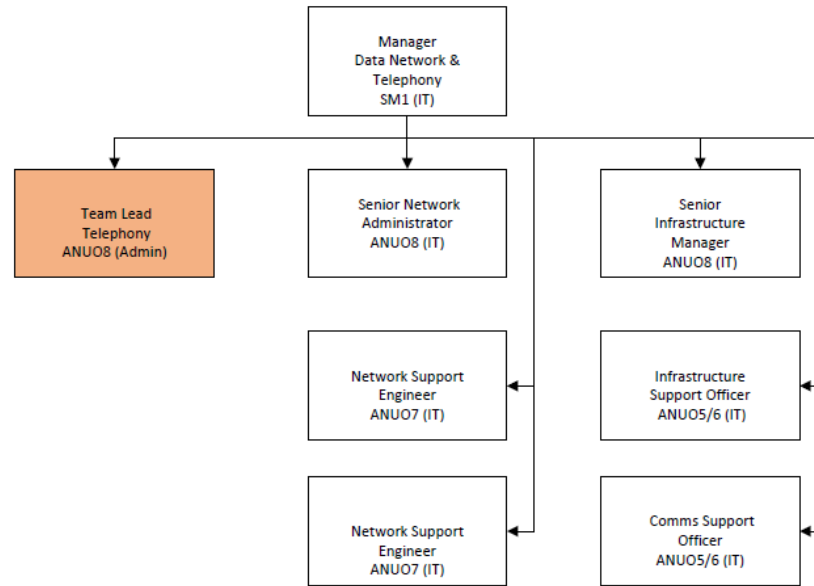 Manager
Data Network &
Telephony
SM1 (IT)
Team Lead
Telephony
ANUO8 (Admin)
Senior Network
Administrator
ANUO8 (IT)
Senior
Infrastructure
Manager
ANUO8 (IT)
Network Support
Engineer
ANUO7 (IT)
Infrastructure
Support Officer
ANUO5/6 (IT)
Network Support
Engineer
ANUO7 (IT)
Comms Support
Officer
ANUO5/6 (IT)